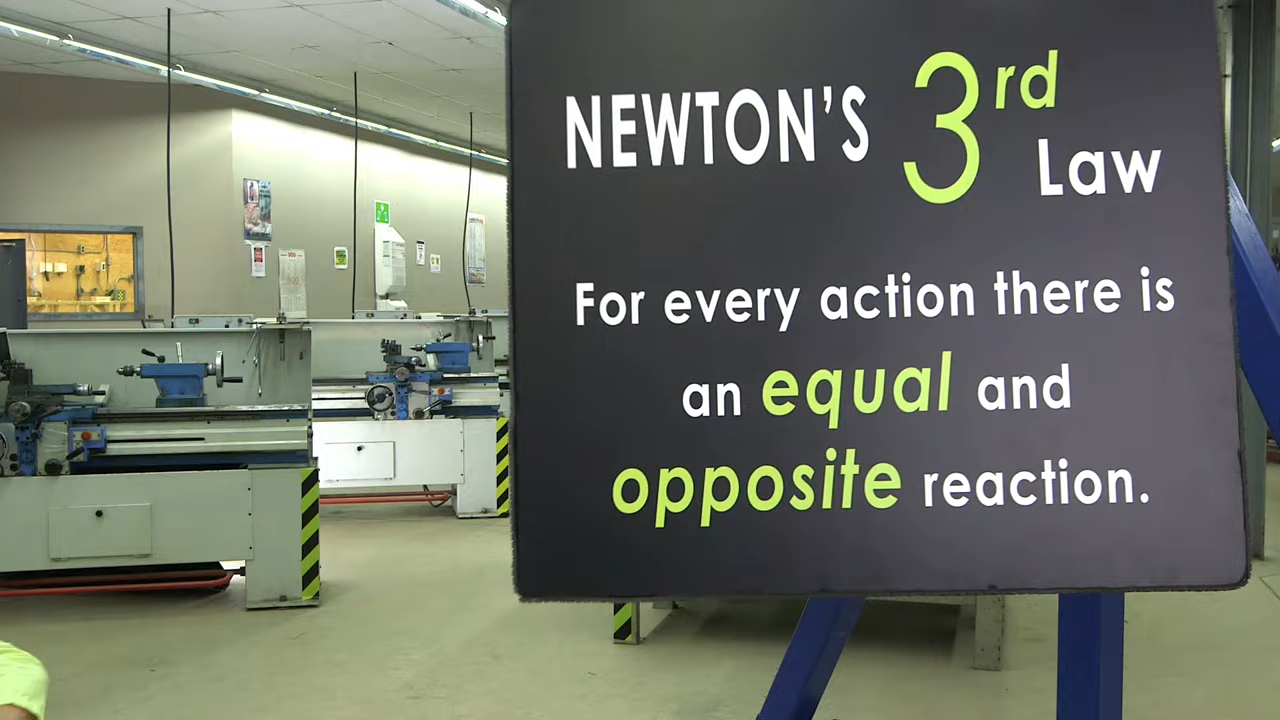 NEWTON'S 3rd Law
For every action there is
an equal and
opposite reaction.